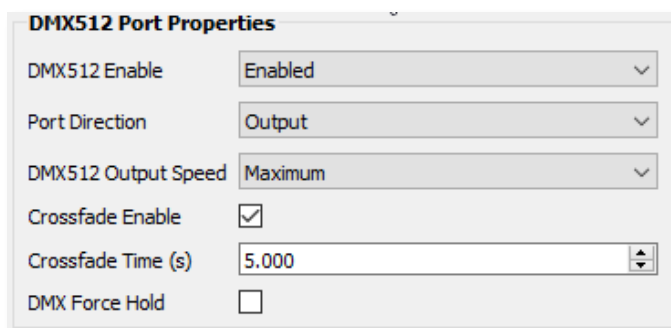 DMX512 Port Properties
DMX512 Enable Enabled
Port Direction Output
DMX512 Output Speed Maximum
Crossfade Enable
Crossfade Time (s) 5.000
DMX Force Hold